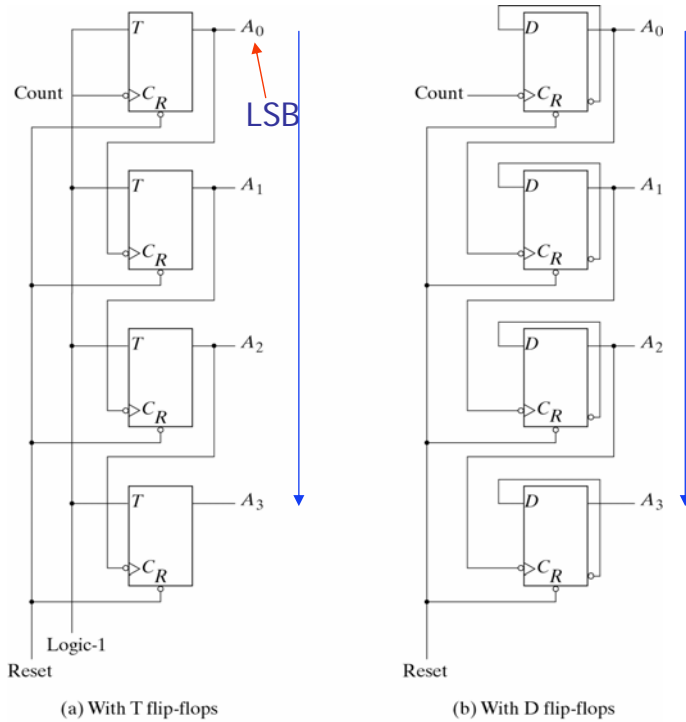 T
A0
D
A0
Count
C
R
Count
C
R
LSB
T
A1
D
A1
C
R
C
R
T
A2
D
A2
C
R
C
R
T
A3
D
A3
C
R
C
R
Logic-1
Reset
Reset
(a) With T flip-flops
(b) With D flip-flops